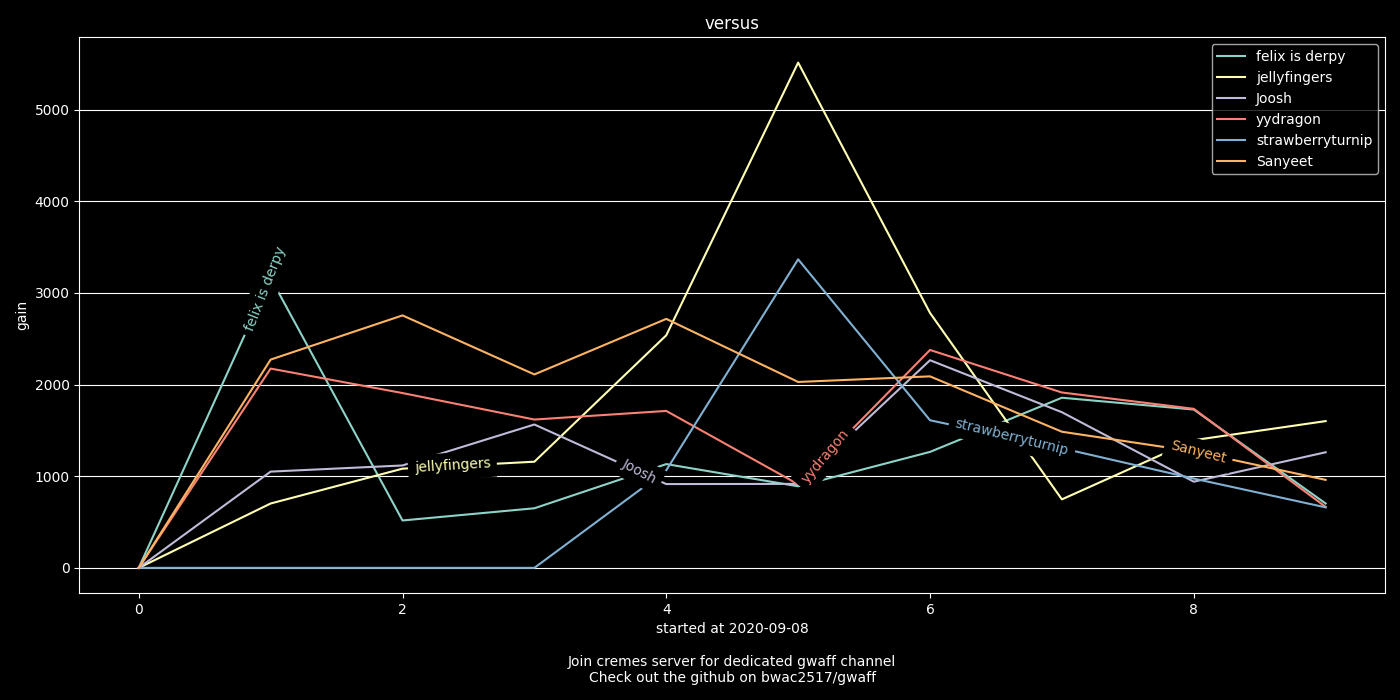 versus
felix is derpy
jellyfingers
Joosh
yydragon
strawberryturnip
Sanyeet
5000
4000
3000
2000
1000
0
gain
felix is derpy
jellyfingers
Joosh
yydragon
strawberryturnip
Sanyeet
0 2 4 6 8
started at 2020-09-08
Join cremes server for dedicated gwaff channel
Check out the github on bwac2517/gwaff